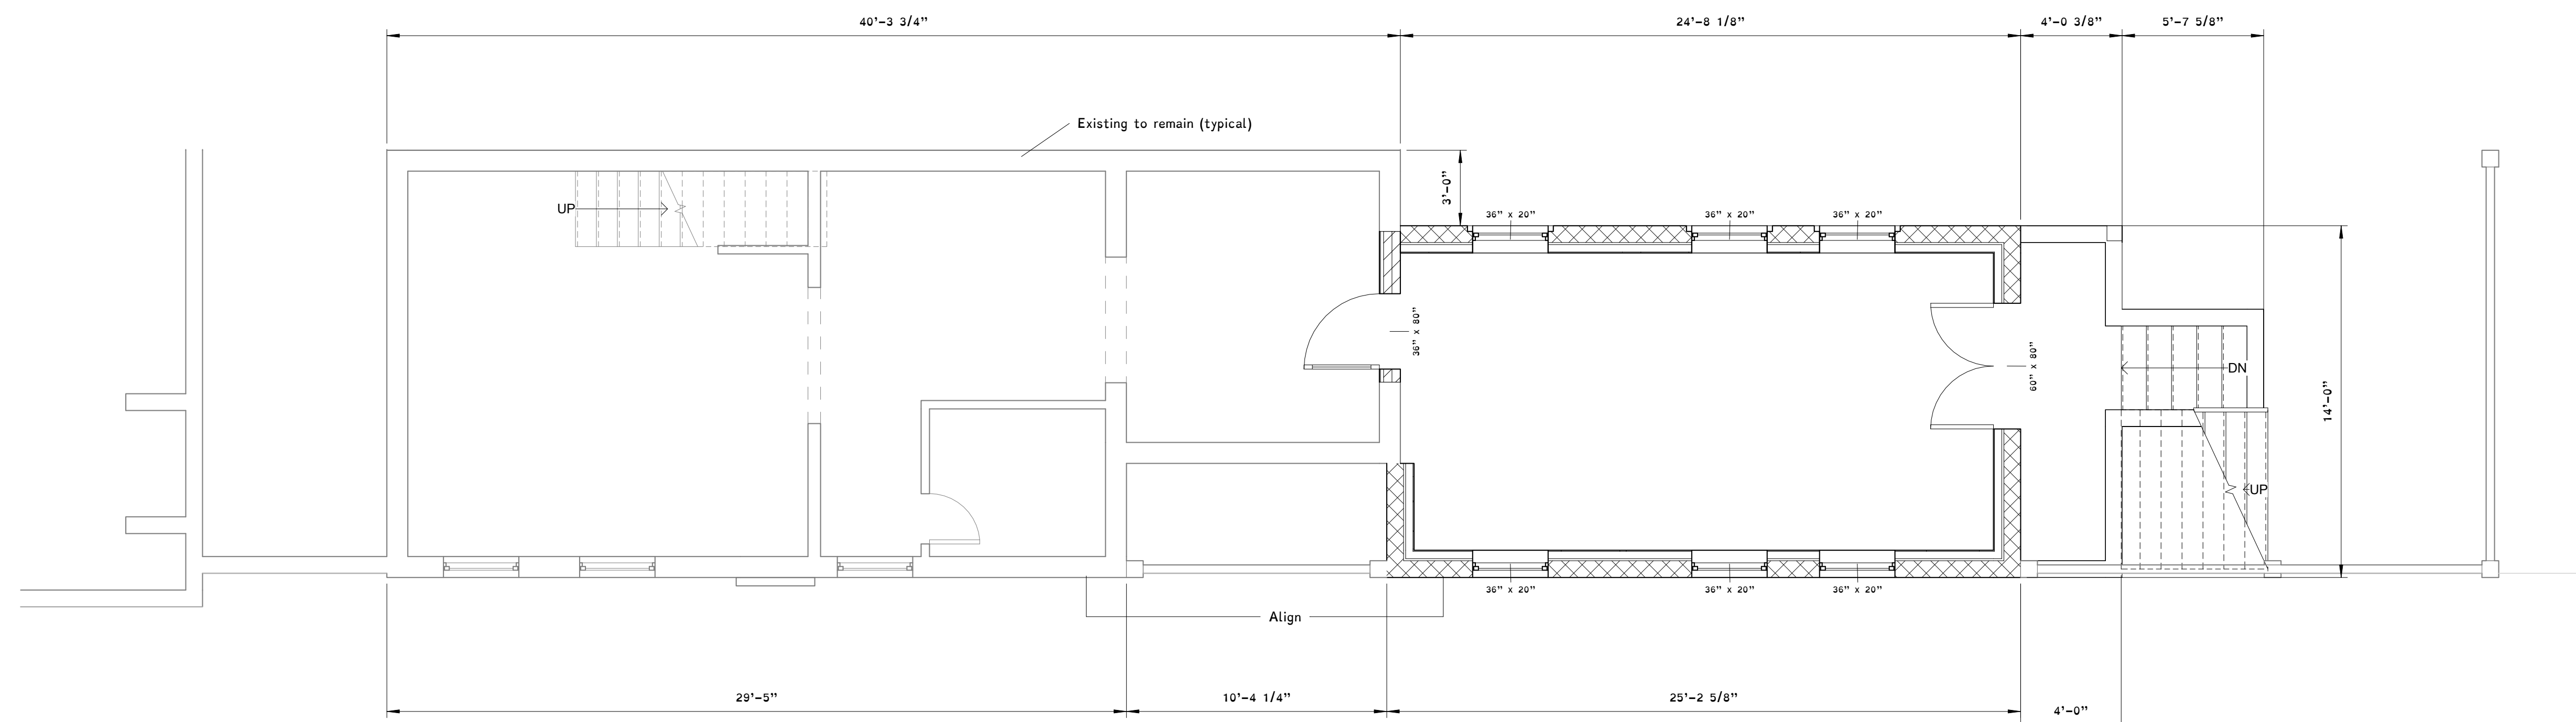 40'-3 3/4"
24'-8 1/8"
4'-0 3/8"
5'-7 5/8"
Existing to remain (typical)
3'-0"
UP
36" x 20"
36" x 20"
36" x 20"
36" x 80"
60" x 80"
DN
14'-0"
UP
36" x 20"
36" x 20"
36" x 20"
Align
29'-5"
10'-4 1/4"
25'-2 5/8"
4'-0"